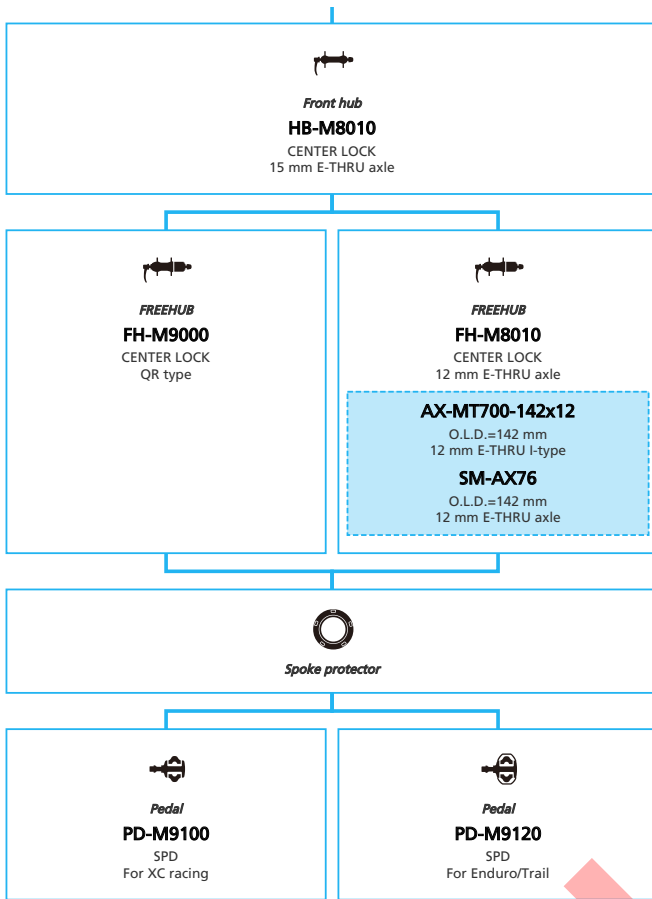 Front hub
HB-M8010
CENTER LOCK
15 mm E-THRU axle
FREEHUB
FH-M9000
CENTER LOCK
QR type
FREEHUB
FH-M8010
CENTER LOCK
12 mm E-THRU axle
AX-MT700-142x12
O.L.D.=142 mm
12 mm E-THRU I-type
SM-AX76
O.L.D.=142 mm
12 mm E-THRU axle
Spoke protector
Pedal
PD-M9100
SPD
For XC racing
Pedal
PD-M9120
SPD
For Enduro/Trail